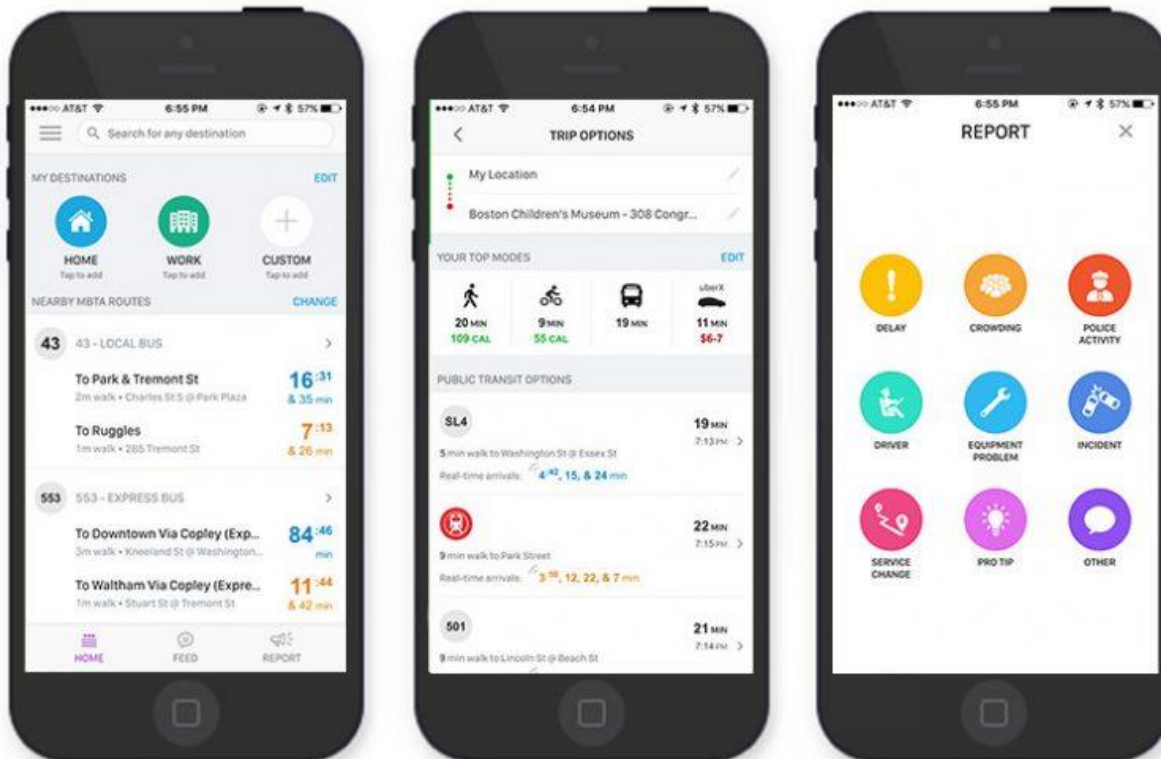 AT&T 6:55 PM 57%
Search for any destination
MY DESTINATIONS EDIT
HOME WORK CUSTOM
Tap to add Tap to add Tap to add
NEARBY MBTA ROUTES CHANGE
43 43 - LOCAL BUS
To Park & Tremont St 16:31
2m walk • Charles St S @ Park Plaza & 35 min
To Ruggles 7:13
1m walk • 285 Tremont St & 26 min
553 553 - EXPRESS BUS
To Downtown Via Copley (Exp... 84:46
3m walk • Kneeland St @ Washington... min
To Waltham Via Copley (Expre... 11:44
1m walk • Stuart St @ Tremont St & 42 min
HOME FEED REPORT
AT&T 6:54 PM 57%
TRIP OPTIONS
My Location
Boston Children's Museum - 308 Congr...
YOUR TOP MODES EDIT
uberX
20 MIN 9 MIN 19 MIN 11 MIN
109 CAL 55 CAL $6-7
PUBLIC TRANSIT OPTIONS
SL4 19 MIN
7:13 PM
5 min walk to Washington St @ Essex St
Real-time arrivals: 4:42, 15, & 24 min
22 MIN
7:15 PM
9 min walk to Park Street
Real-time arrivals: 3, 12, 22, & 7 min
501 21 MIN
7:14 PM
9 min walk to Lincoln St @ Beach St
AT&T 6:55 PM 57%
REPORT
DELAY CROWDING POLICE
ACTIVITY
DRIVER EQUIPMENT INCIDENT
PROBLEM
SERVICE PRO TIP OTHER
CHANGE